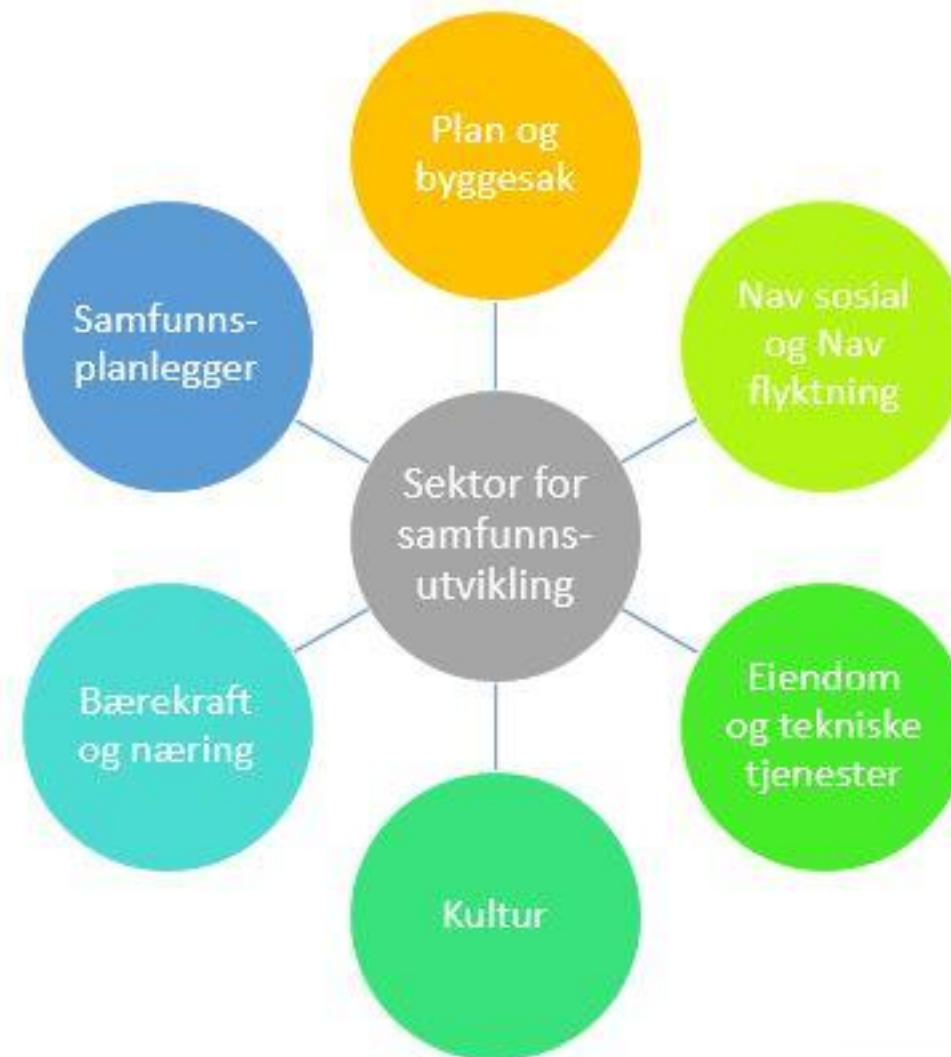 Plan og
byggesak
Nav sosial
og Nav
flyktning
Eiendom
og tekniske
tjenester
Kultur
Bærekraft
og næring
Samfunns-
planlegger
Sektor for
samfunns-
utvikling